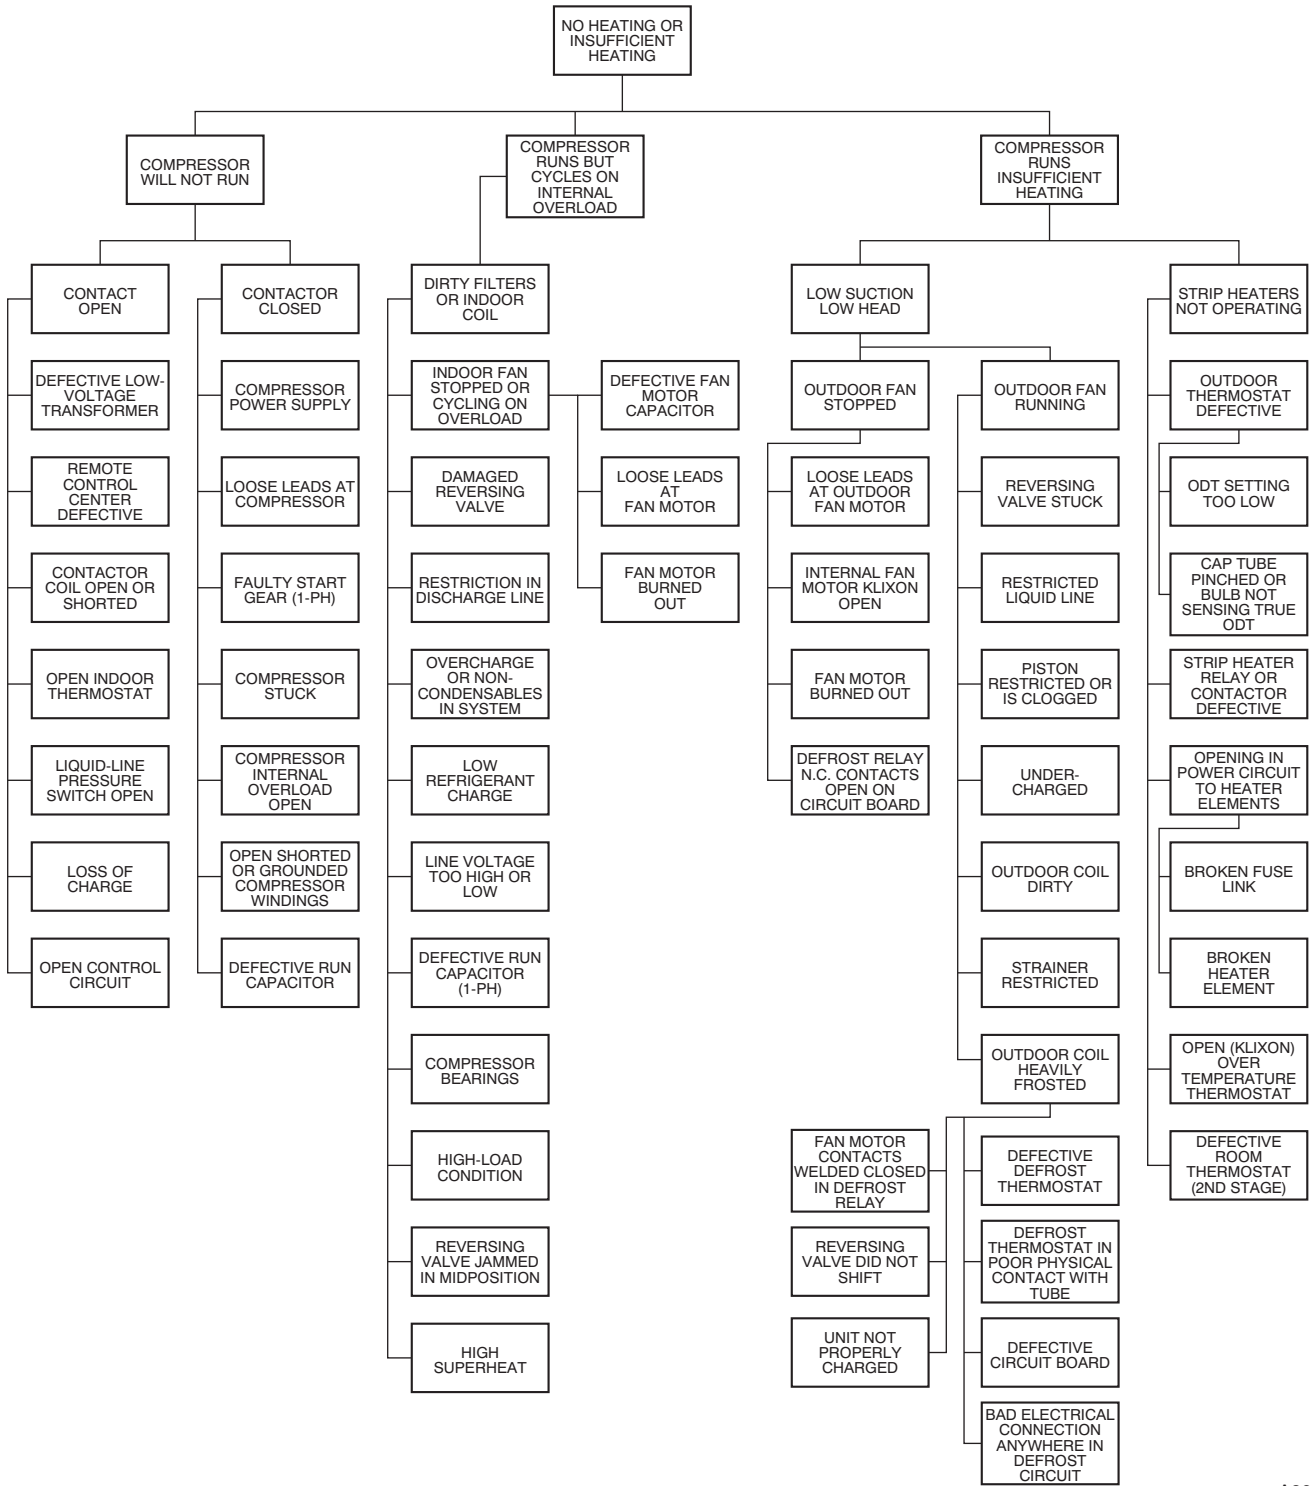 NO HEATING OR
INSUFFICIENT
HEATING
COMPRESSOR
WILL NOT RUN
COMPRESSOR
RUNS BUT
CYCLES ON
INTERNAL
OVERLOAD
COMPRESSOR
RUNS
INSUFFICIENT
HEATING
CONTACT
OPEN
DEFECTIVE LOW-
VOLTAGE
TRANSFORMER
REMOTE
CONTROL
CENTER
DEFECTIVE
CONTACTOR
COIL OPEN OR
SHORTED
OPEN INDOOR
THERMOSTAT
LIQUID-LINE
PRESSURE
SWITCH OPEN
LOSS OF
CHARGE
OPEN CONTROL
CIRCUIT
CONTACTOR
CLOSED
COMPRESSOR
POWER SUPPLY
LOOSE LEADS AT
COMPRESSOR
FAULTY START
GEAR (1-PH)
COMPRESSOR
STUCK
COMPRESSOR
INTERNAL
OVERLOAD
OPEN
OPEN SHORTED
OR GROUNDED
COMPRESSOR
WINDINGS
DEFECTIVE RUN
CAPACITOR
DIRTY FILTERS
OR INDOOR
COIL
INDOOR FAN
STOPPED OR
CYCLING ON
OVERLOAD
DAMAGED
REVERSING
VALVE
RESTRICTION IN
DISCHARGE LINE
OVERCHARGE
OR NON-
CONDENSABLES
IN SYSTEM
LOW
REFRIGERANT
CHARGE
LINE VOLTAGE
TOO HIGH OR
LOW
DEFECTIVE RUN
CAPACITOR
(1-PH)
COMPRESSOR
BEARINGS
HIGH-LOAD
CONDITION
REVERSING
VALVE JAMMED
IN MIDPOSITION
HIGH
SUPERHEAT
DEFECTIVE FAN
MOTOR
CAPACITOR
LOOSE LEADS
AT
FAN MOTOR
FAN MOTOR
BURNED
OUT
LOW SUCTION
LOW HEAD
OUTDOOR FAN
STOPPED
LOOSE LEADS
AT OUTDOOR
FAN MOTOR
INTERNAL FAN
MOTOR KLIXON
OPEN
FAN MOTOR
BURNED OUT
DEFROST RELAY
N.C. CONTACTS
OPEN ON
CIRCUIT BOARD
OUTDOOR FAN
RUNNING
REVERSING
VALVE STUCK
RESTRICTED
LIQUID LINE
PISTON
RESTRICTED OR
IS CLOGGED
UNDER-
CHARGED
OUTDOOR COIL
DIRTY
STRAINER
RESTRICTED
OUTDOOR COIL
HEAVILY
FROSTED
FAN MOTOR
CONTACTS
WELDED CLOSED
IN DEFROST
RELAY
REVERSING
VALVE DID NOT
SHIFT
UNIT NOT
PROPERLY
CHARGED
DEFECTIVE
DEFROST
THERMOSTAT
DEFROST
THERMOSTAT IN
POOR PHYSICAL
CONTACT WITH
TUBE
DEFECTIVE
CIRCUIT BOARD
BAD ELECTRICAL
CONNECTION
ANYWHERE IN
DEFROST
CIRCUIT
STRIP HEATERS
NOT OPERATING
OUTDOOR
THERMOSTAT
DEFECTIVE
ODT SETTING
TOO LOW
CAP TUBE
PINCHED OR
BULB NOT
SENSING TRUE
ODT
STRIP HEATER
RELAY OR
CONTACTOR
DEFECTIVE
OPENING IN
POWER CIRCUIT
TO HEATER
ELEMENTS
BROKEN FUSE
LINK
BROKEN
HEATER
ELEMENT
OPEN (KLIXON)
OVER
TEMPERATURE
THERMOSTAT
DEFECTIVE
ROOM
THERMOSTAT
(2ND STAGE)